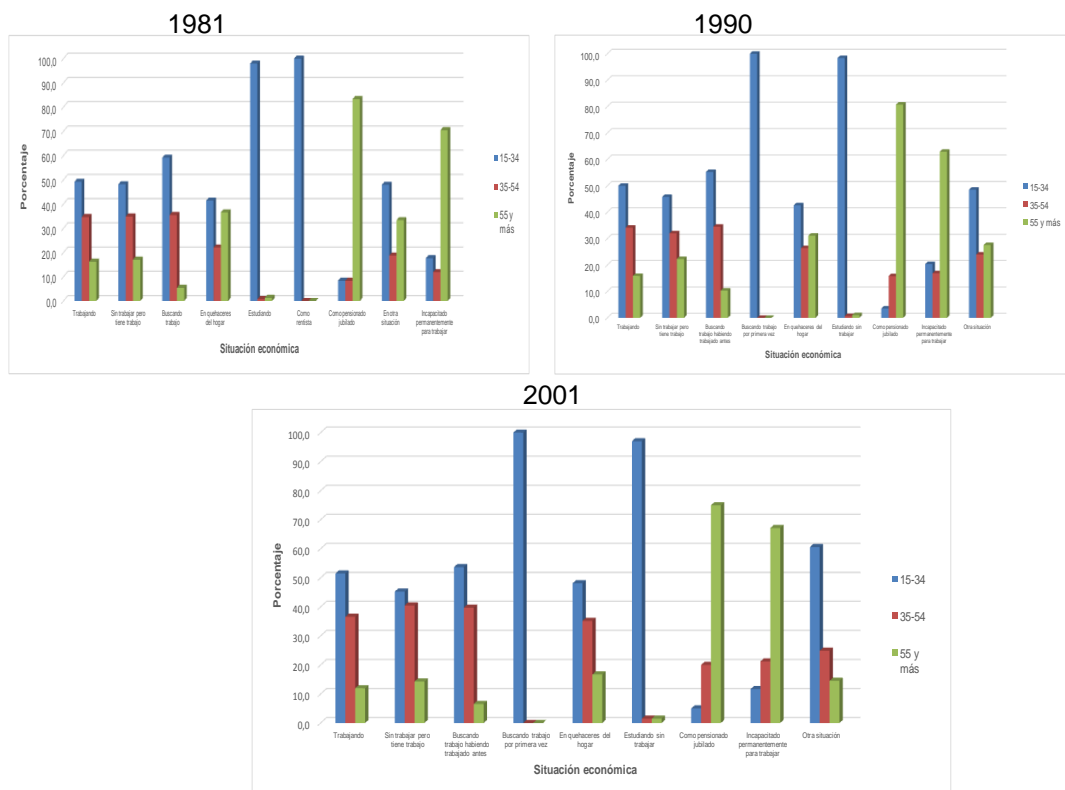 1981
100,0
90,0
80,0
70,0
60,0
50,0
40,0
30,0
20,0
10,0
0,0
Porcentaje
Trabajando
Sin trabajar pero
tiene trabajo
Buscando
trabajo
En quehaceres
del hogar
Estudiando
Como
rentista
Como pensionado
jubilado
En otra
situación
Incapacitado
permanentemente
para trabajar
Situación económica
15-34
35-54
55 y
más
1990
100,0
90,0
80,0
70,0
60,0
50,0
40,0
30,0
20,0
10,0
0,0
Porcentaje
Trabajando
Sin trabajar pero
tiene trabajo
Buscando
trabajo habiendo
trabajado antes
Buscando trabajo
por primera vez
En quehaceres del
hogar
Estudiando sin
trabajar
Como pensionado
jubilado
Incapacitado
permanentemente
para trabajar
Otra situación
Situación económica
15-34
35-54
55 y más
2001
100,0
90,0
80,0
70,0
60,0
50,0
40,0
30,0
20,0
10,0
0,0
Porcentaje
Trabajando
Sin trabajar pero
tiene trabajo
Buscando
trabajo habiendo
trabajado antes
Buscando trabajo
por primera vez
En quehaceres del
hogar
Estudiando sin
trabajar
Como pensionado
jubilado
Incapacitado
permanentemente
para trabajar
Otra situación
Situación económica
15-34
35-54
55 y
más